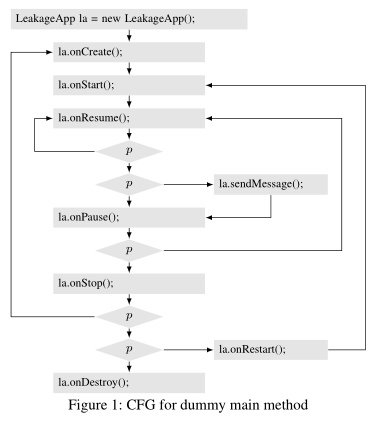 LeakageApp la = new LeakageApp();
la.onCreate();
la.onStart();
la.onResume();
p
p
la.sendMessage();
la.onPause();
p
la.onStop();
p
p
la.onRestart();
la.onDestroy();
Figure 1: CFG for dummy main method